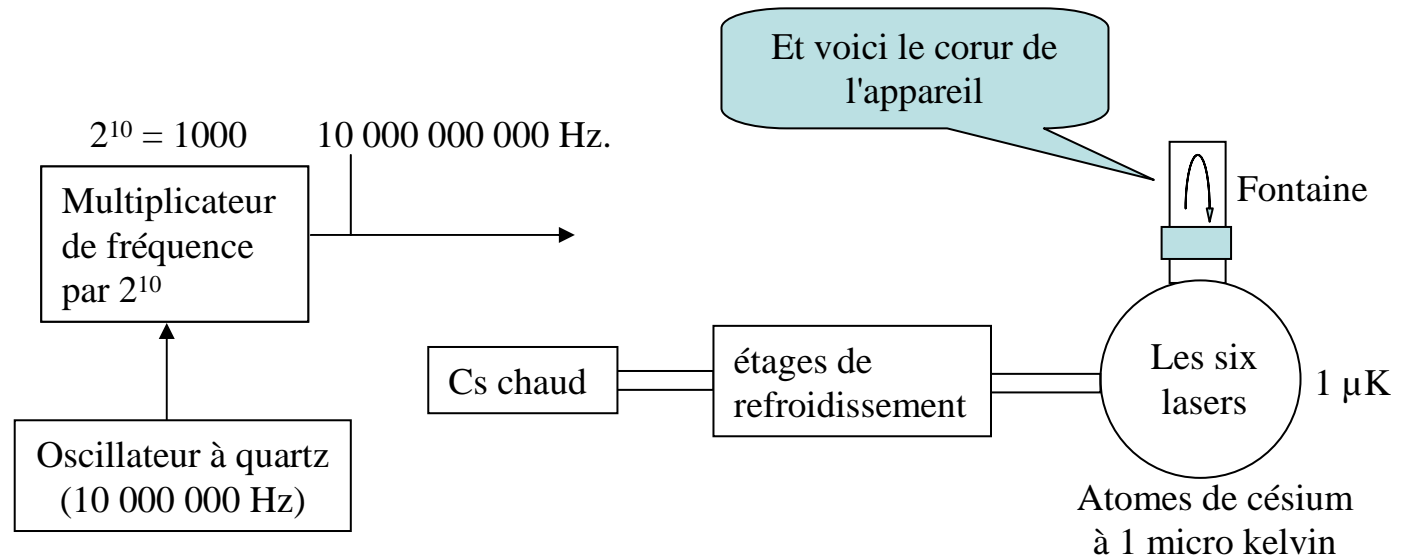 Et voici le corur de
l'appareil
2¹⁰ = 1000
10 000 000 000 Hz.
Multiplicateur
de fréquence
par 2¹⁰
Fontaine
Cs chaud
étages de
refroidissement
Les six
lasers
1 µK
Oscillateur à quartz
(10 000 000 Hz)
Atomes de césium
à 1 micro kelvin